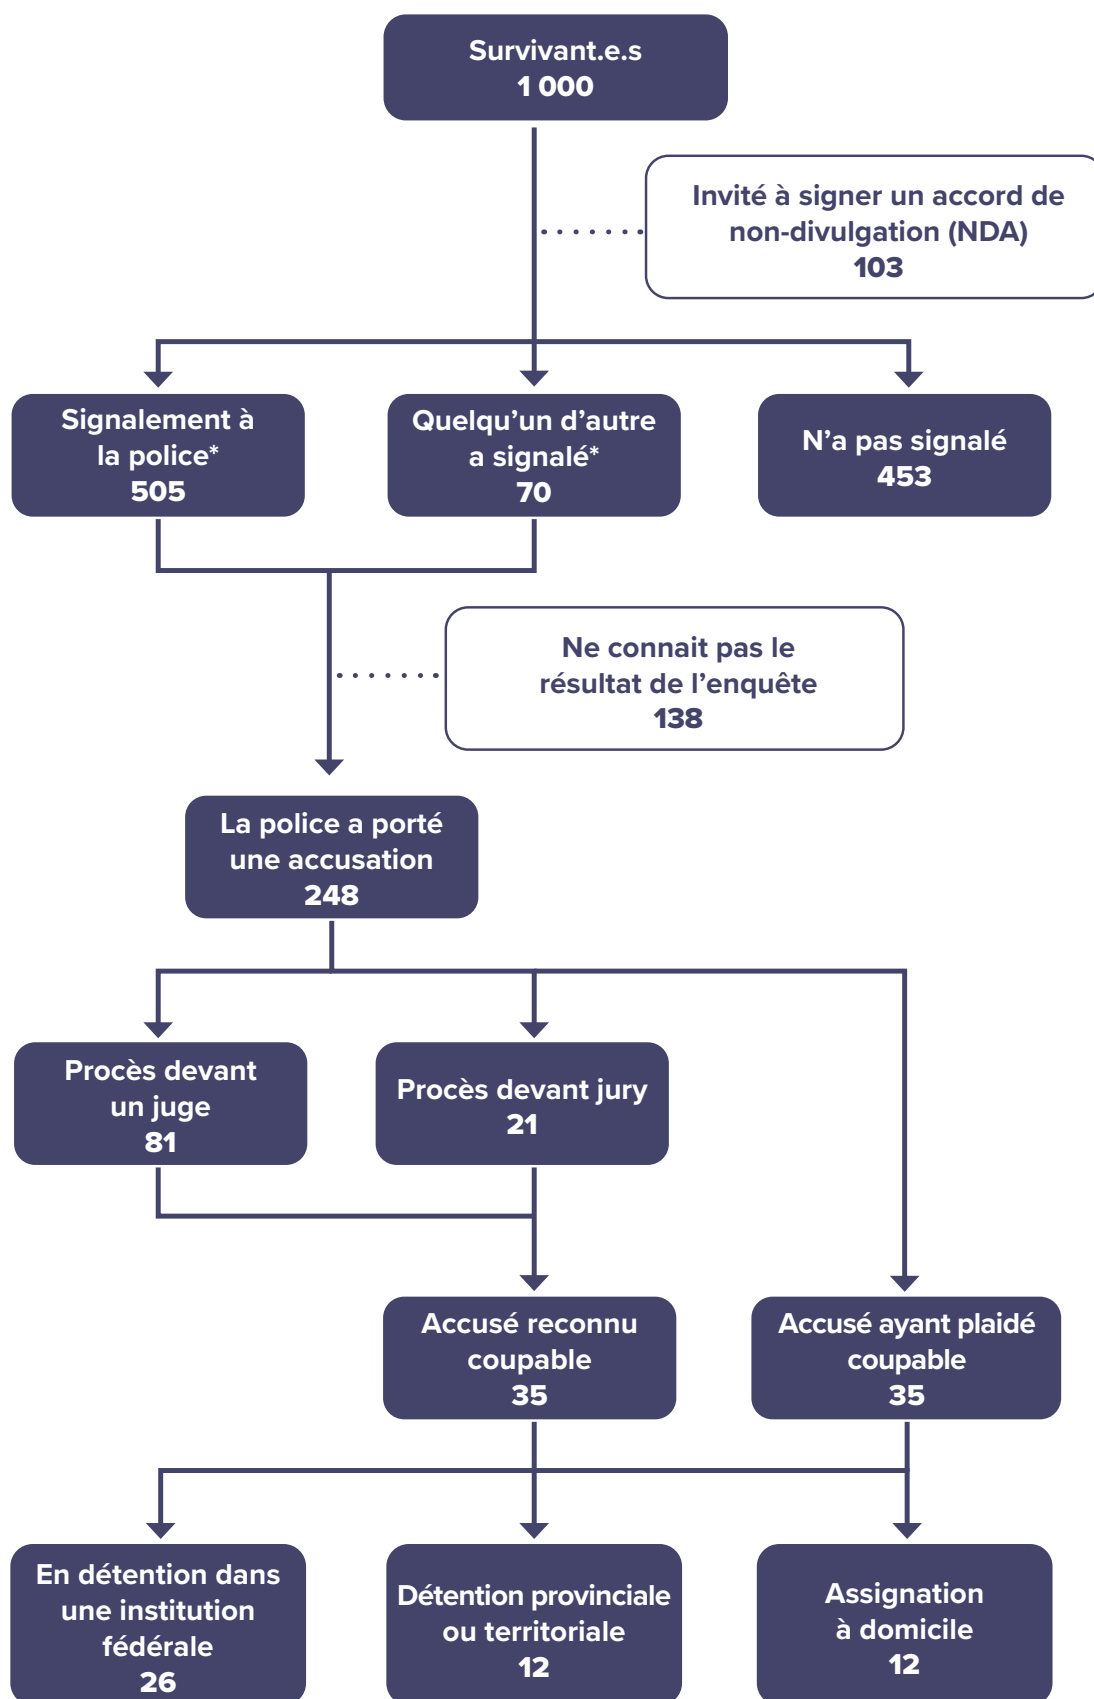 Survivant.e.s
1 000
Invité à signer un accord de
non-divulgation (NDA)
103
Signalement à
la police*
505
Quelqu’un d’autre
a signalé*
70
N’a pas signalé
453
Ne connait pas le
résultat de l’enquête
138
La police a porté
une accusation
248
Procès devant
un juge
81
Procès devant jury
21
Accusé reconnu
coupable
35
Accusé ayant plaidé
coupable
35
En détention dans
une institution
fédérale
26
Détention provinciale
ou territoriale
12
Assignation
à domicile
12